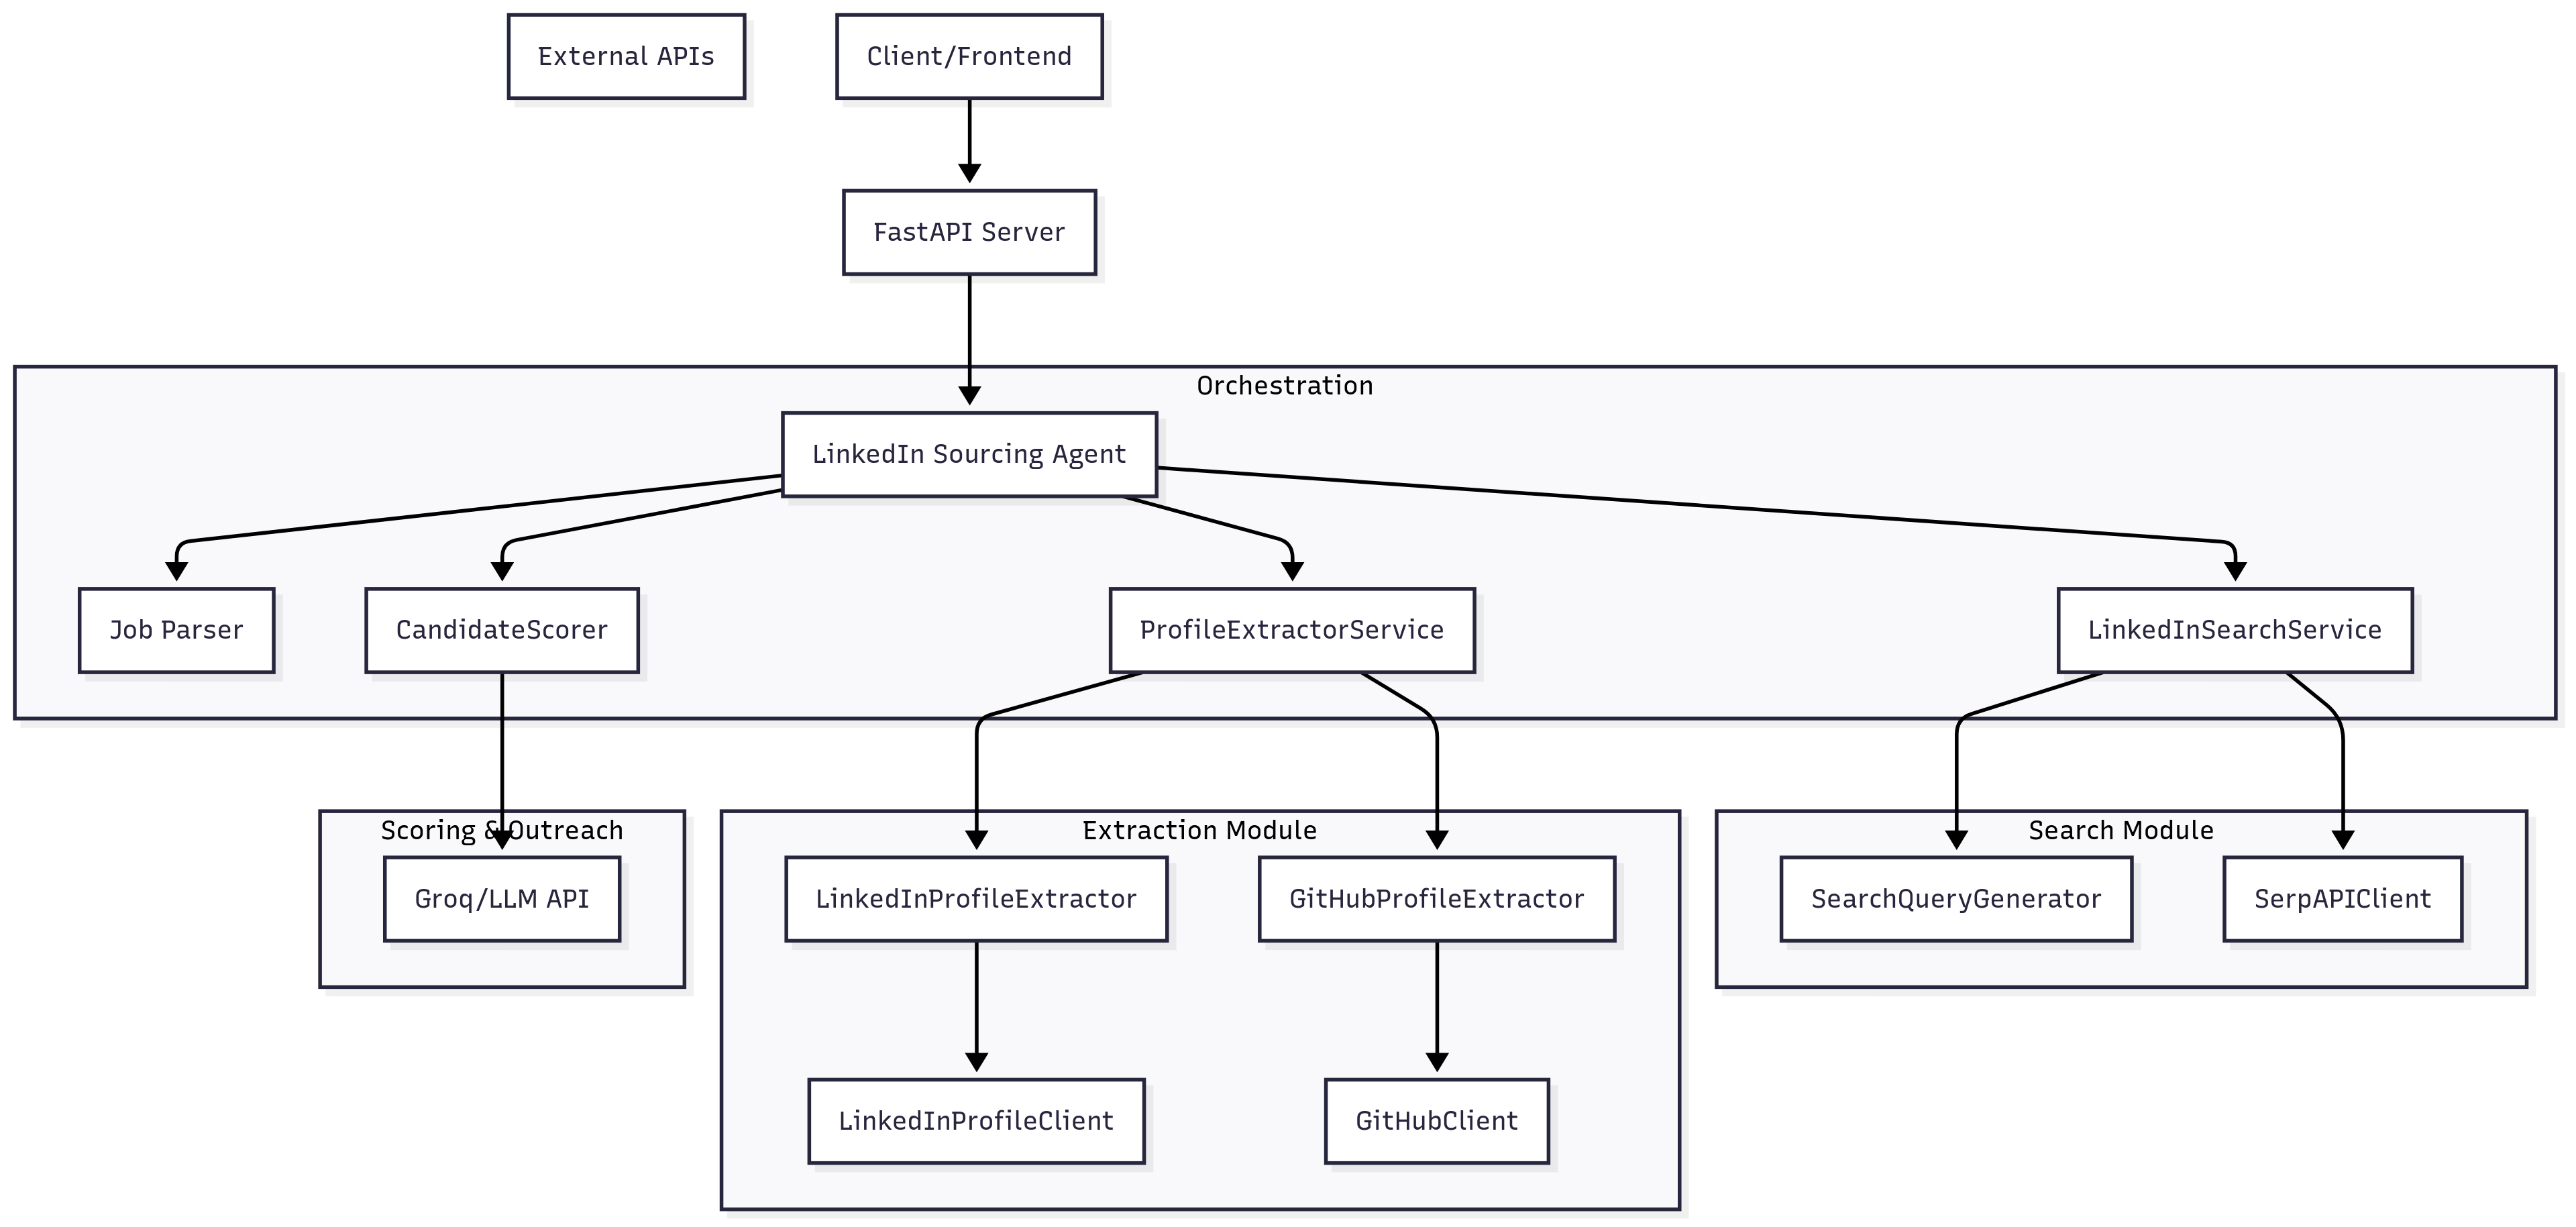 External APIs
Client/Frontend
FastAPI Server
Orchestration
LinkedIn Sourcing Agent
Job Parser
CandidateScorer
ProfileExtractorService
LinkedInSearchService
Scoring & Outreach
Extraction Module
Search Module
Groq/LLM API
LinkedInProfileExtractor
GitHubProfileExtractor
SearchQueryGenerator
SerpAPIClient
LinkedInProfileClient
GitHubClient